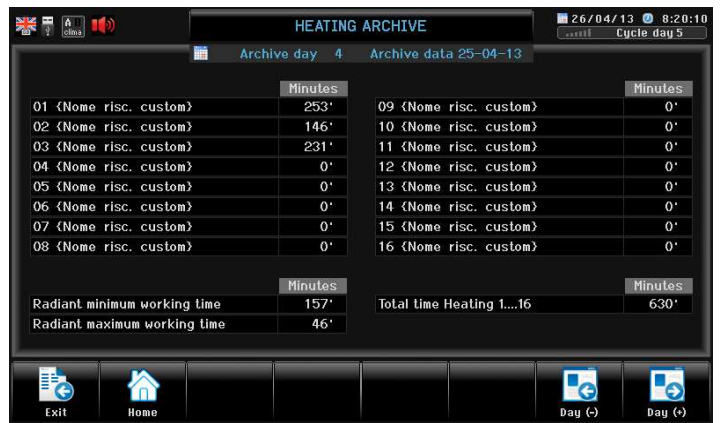 A
clima
HEATING ARCHIVE
26/04/13 8:20:10
Cycle day 5
Archive day 4 Archive data 25-04-13
Minutes Minutes
01 {Nome risc. custom} 253' 09 {Nome risc. custom} 0'
02 {Nome risc. custom} 146' 10 {Nome risc. custom} 0'
03 {Nome risc. custom} 231' 11 {Nome risc. custom} 0'
04 {Nome risc. custom} 0' 12 {Nome risc. custom} 0'
05 {Nome risc. custom} 0' 13 {Nome risc. custom} 0'
06 {Nome risc. custom} 0' 14 {Nome risc. custom} 0'
07 {Nome risc. custom} 0' 15 {Nome risc. custom} 0'
08 {Nome risc. custom} 0' 16 {Nome risc. custom} 0'
Minutes Minutes
Radiant minimum working time 157' Total time Heating 1....16 630'
Radiant maximum working time 46'
Exit Home Day (-) Day (+)